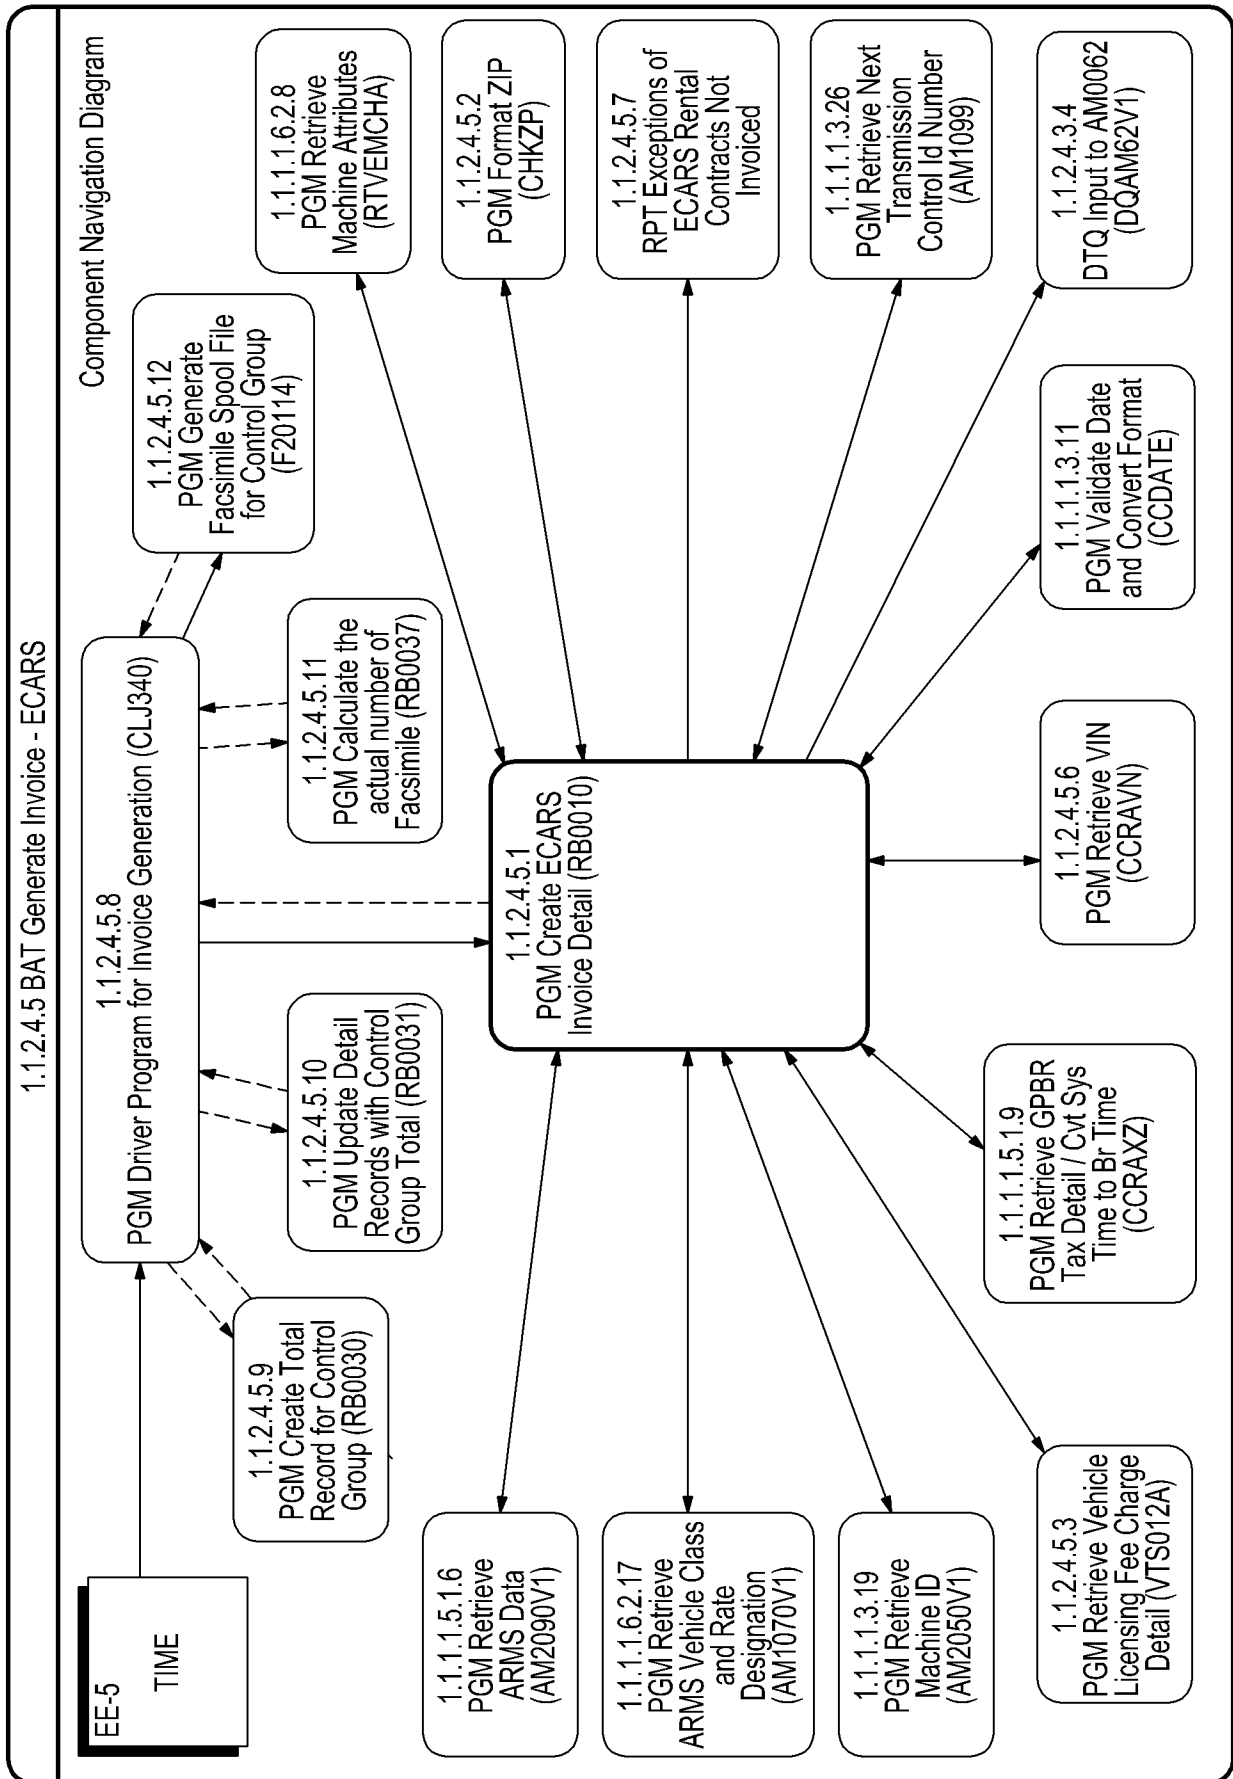 1.1.2.4.5 BAT Generate Invoice - ECARS
Component Navigation Diagram
EE-5
TIME
1.1.2.4.5.8
PGM Driver Program for Invoice Generation (CLJ340)
1.1.2.4.5.9
PGM Create Total
Record for Control
Group (RB0030)
1.1.2.4.5.10
PGM Update Detail
Records with Control
Group Total (RB0031)
1.1.2.4.5.11
PGM Calculate the
actual number of
Facsimile (RB0037)
1.1.2.4.5.12
PGM Generate
Facsimile Spool File
for Control Group
(F20114)
1.1.1.1.6.2.8
PGM Retrieve
Machine Attributes
(RTVEMCHA)
1.1.1.1.5.1.6
PGM Retrieve
ARMS Data
(AM2090V1)
1.1.2.4.5.1
PGM Create ECARS
Invoice Detail (RB0010)
1.1.2.4.5.2
PGM Format ZIP
(CHKZP)
1.1.1.1.6.2.17
PGM Retrieve
ARMS Vehicle Class
and Rate
Designation
(AM1070V1)
1.1.2.4.5.7
RPT Exceptions of
ECARS Rental
Contracts Not
Invoiced
1.1.1.1.3.19
PGM Retrieve
Machine ID
(AM2050V1)
1.1.1.1.3.26
PGM Retrieve Next
Transmission
Control Id Number
(AM1099)
1.1.2.4.5.3
PGM Retrieve Vehicle
Licensing Fee Charge
Detail (VTS012A)
1.1.1.1.5.1.9
PGM Retrieve GPBR
Tax Detail / Cvt Sys
Time to Br Time
(CCRAXZ)
1.1.2.4.5.6
PGM Retrieve VIN
(CCRAVN)
1.1.1.1.3.11
PGM Validate Date
and Convert Format
(CCDATE)
1.1.2.4.3.4
DTQ Input to AM0062
(DQAM62V1)